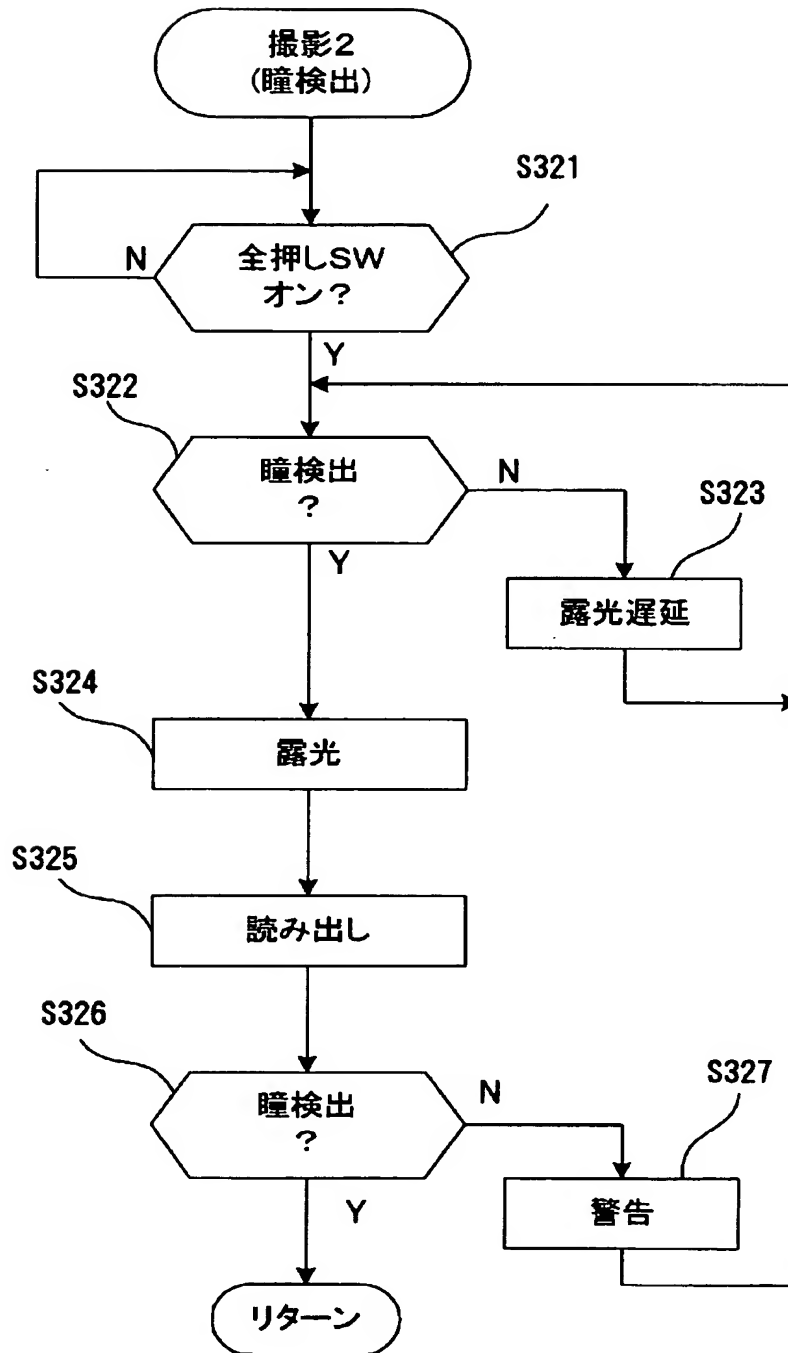 撮影2
(瞳検出)
S321
全押しSW
オン?
N
Y
S322
瞳検出
?
N
Y
S323
露光遅延
S324
露光
S325
読み出し
S326
瞳検出
?
N
Y
S327
警告
リターン